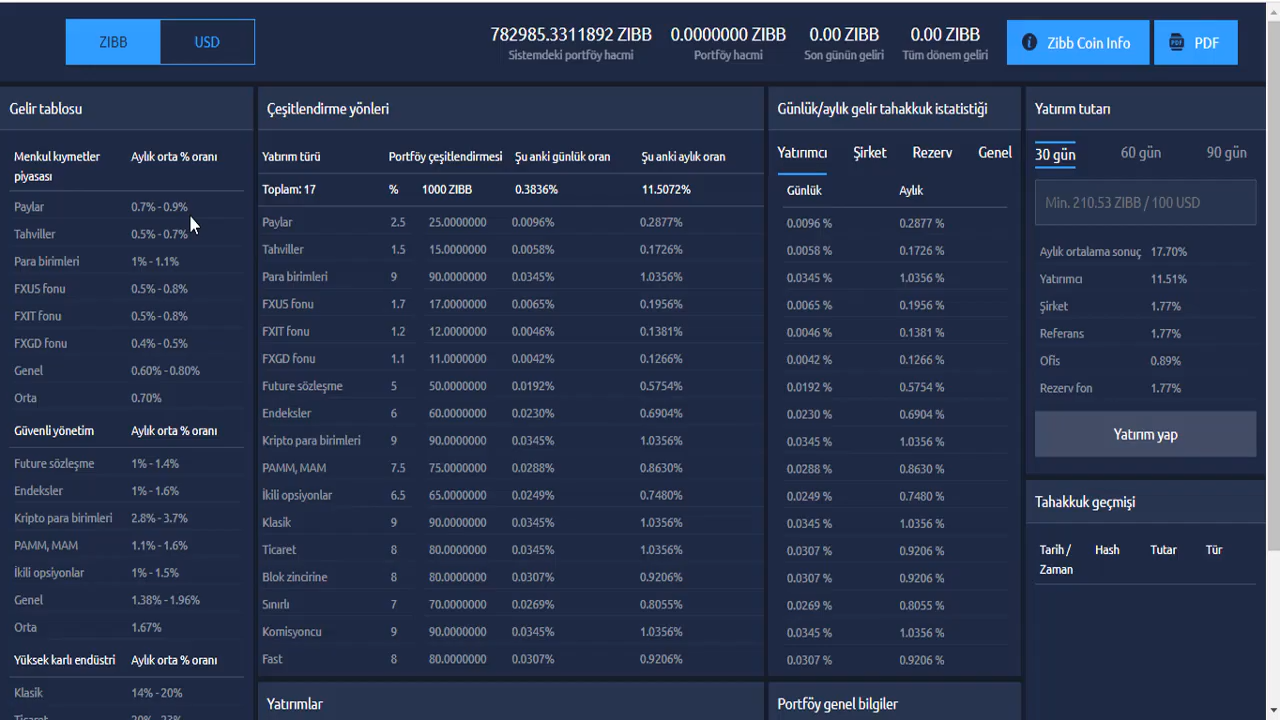 ZIBB USD
782985.3311892 ZIBB 0.0000000 ZIBB 0.00 ZIBB 0.00 ZIBB
Sistemdeki portföy hacmi Portföy hacmi Son günün geliri Tüm dönem geliri
Zibb Coin Info
PDF
Gelir tablosu
Menkul kıymetler piyasası Aylık orta % oranı
Paylar 0.7% - 0.9%
Tahviller 0.5% - 0.7%
Para birimleri 1% - 1.1%
FXUS fonu 0.5% - 0.8%
FXIT fonu 0.5% - 0.8%
FXGD fonu 0.4% - 0.5%
Genel 0.60% - 0.80%
Orta 0.70%
Güvenli yönetim Aylık orta % oranı
Future sözleşme 1% - 1.4%
Endeksler 1% - 1.6%
Kripto para birimleri 2.8% - 3.7%
PAMM, MAM 1.1% - 1.6%
İkili opsiyonlar 1% - 1.5%
Genel 1.38% - 1.96%
Orta 1.67%
Yüksek karlı endüstri Aylık orta % oranı
Klasik 14% - 20%
Ticaret 20% - 23%
Çeşitlendirme yönleri
Yatırım türü Portföy çeşitlendirmesi Şu anki günlük oran Şu anki aylık oran
Toplam: 17 % 1000 ZIBB 0.3836% 11.5072%
Paylar 2.5 25.0000000 0.0096% 0.2877%
Tahviller 1.5 15.0000000 0.0058% 0.1726%
Para birimleri 9 90.0000000 0.0345% 1.0356%
FXUS fonu 1.7 17.0000000 0.0065% 0.1956%
FXIT fonu 1.2 12.0000000 0.0046% 0.1381%
FXGD fonu 1.1 11.0000000 0.0042% 0.1266%
Future sözleşme 5 50.0000000 0.0192% 0.5754%
Endeksler 6 60.0000000 0.0230% 0.6904%
Kripto para birimleri 9 90.0000000 0.0345% 1.0356%
PAMM, MAM 7.5 75.0000000 0.0288% 0.8630%
İkili opsiyonlar 6.5 65.0000000 0.0249% 0.7480%
Klasik 9 90.0000000 0.0345% 1.0356%
Ticaret 8 80.0000000 0.0345% 1.0356%
Blok zincirine 8 80.0000000 0.0307% 0.9206%
Sınırlı 7 70.0000000 0.0269% 0.8055%
Komisyoncu 9 90.0000000 0.0345% 1.0356%
Fast 8 80.0000000 0.0307% 0.9206%
Yatırımlar
Günlük/aylık gelir tahakkuk istatistiği
Yatırımcı Şirket Rezerv Genel
Günlük Aylık
0.0096 % 0.2877 %
0.0058 % 0.1726 %
0.0345 % 1.0356 %
0.0065 % 0.1956 %
0.0046 % 0.1381 %
0.0042 % 0.1266 %
0.0192 % 0.5754 %
0.0230 % 0.6904 %
0.0345 % 1.0356 %
0.0288 % 0.8630 %
0.0249 % 0.7480 %
0.0345 % 1.0356 %
0.0307 % 0.9206 %
0.0307 % 0.9206 %
0.0269 % 0.8055 %
0.0345 % 1.0356 %
0.0307 % 0.9206 %
Portföy genel bilgiler
Yatırım tutarı
30 gün 60 gün 90 gün
Min. 210.53 ZIBB / 100 USD
Aylık ortalama sonuç 17.70%
Yatırımcı 11.51%
Şirket 1.77%
Referans 1.77%
Ofis 0.89%
Rezerv fon 1.77%
Yatırım yap
Tahakkuk geçmişi
Tarih / Zaman Hash Tutar Tür